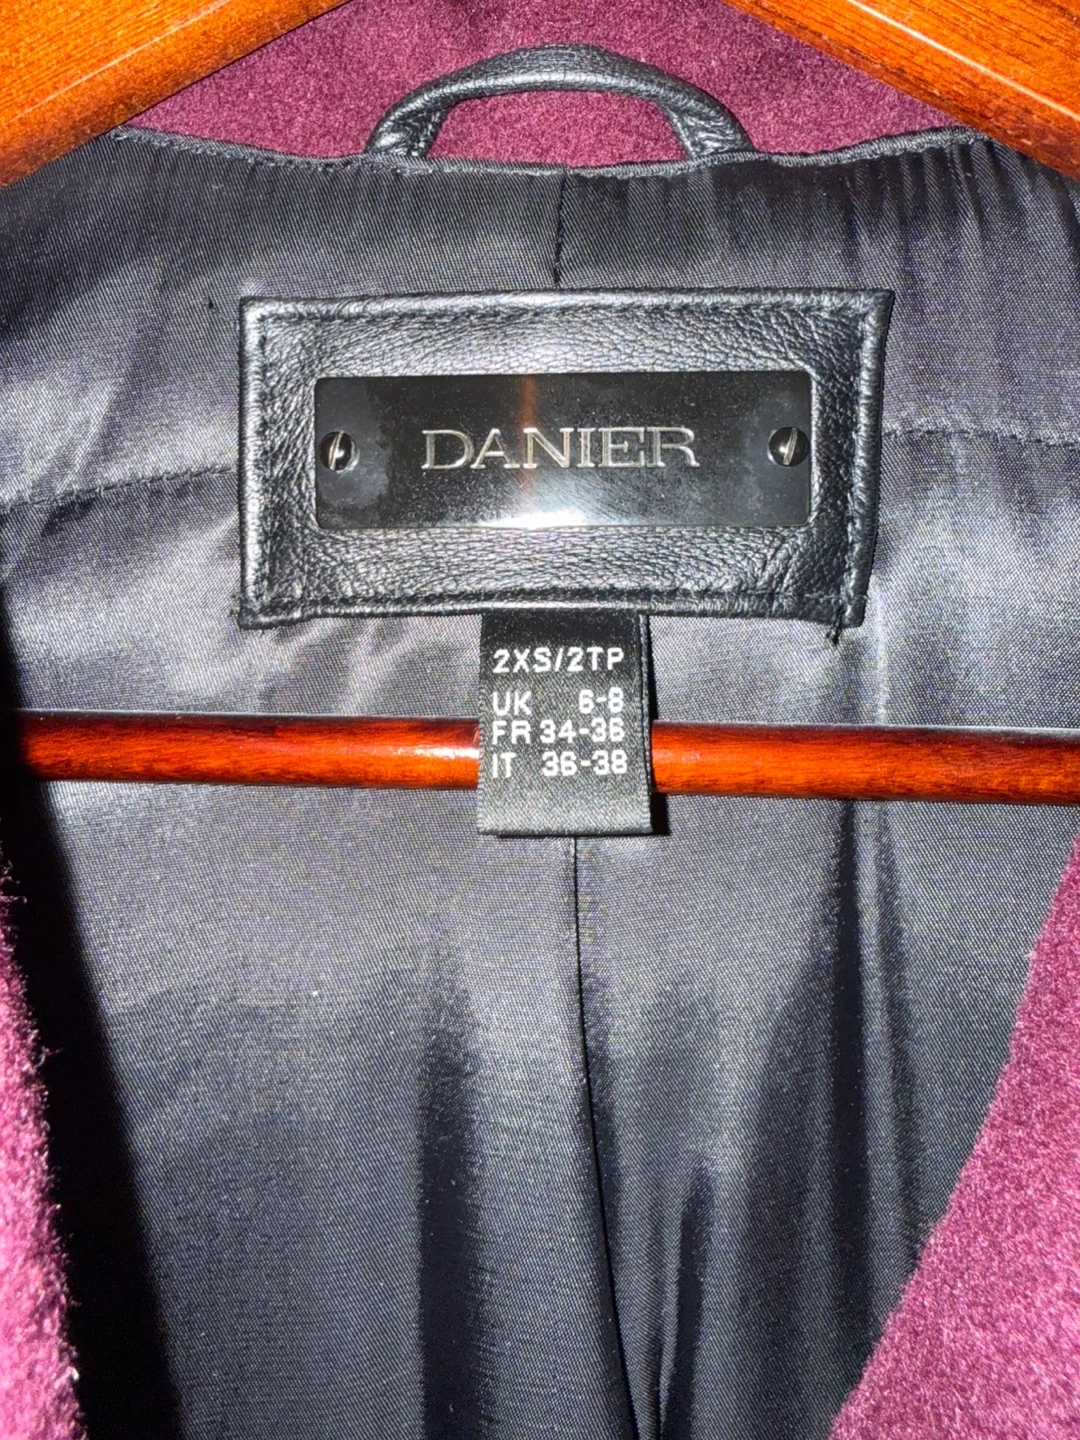 DANIER
2XS/2TP
UK 6-8
FR 34-36
IT 36-38